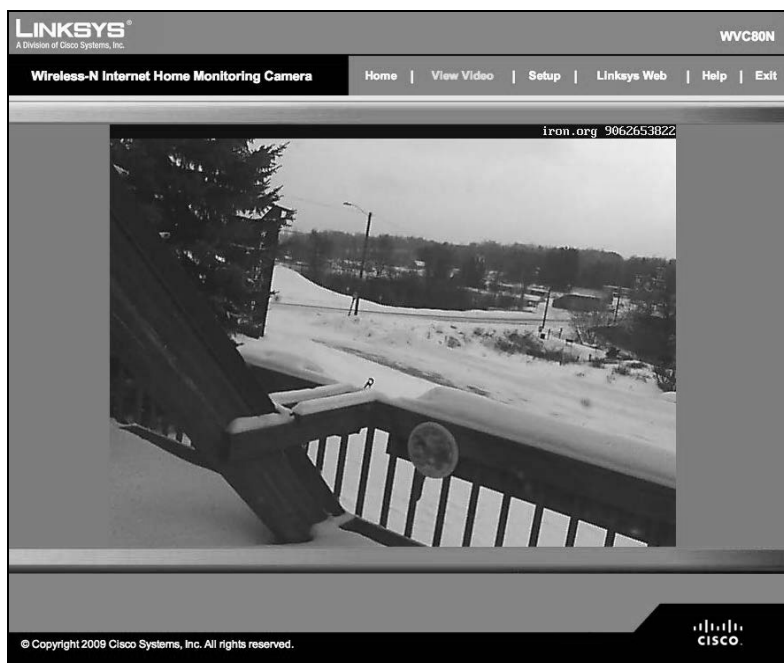 LINKSYS®
A Division of Cisco Systems, Inc.
WVC80N
Wireless-N Internet Home Monitoring Camera
Home | View Video | Setup | Linksys Web | Help | Exit
iron.org 9062653822
© Copyright 2009 Cisco Systems, Inc. All rights reserved.
CISCO.